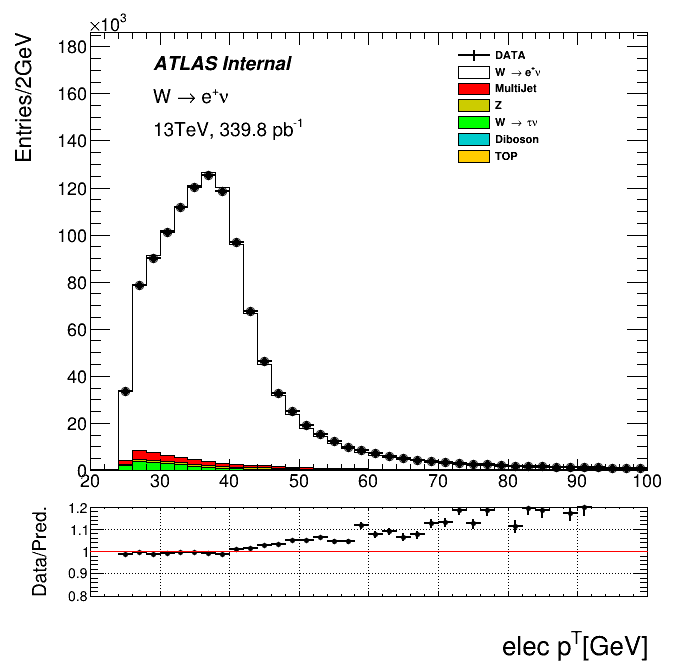 ×10³
Entries/2GeV
180
160
140
120
100
80
60
40
20
0
ATLAS Internal
W → e⁺ν
13TeV, 339.8 pb⁻¹
DATA
W → e⁺ν
MultiJet
Z
W → τν
Diboson
TOP
20 30 40 50 60 70 80 90 100
Data/Pred.
1.2
1.1
1
0.9
0.8
elec pᵀ[GeV]